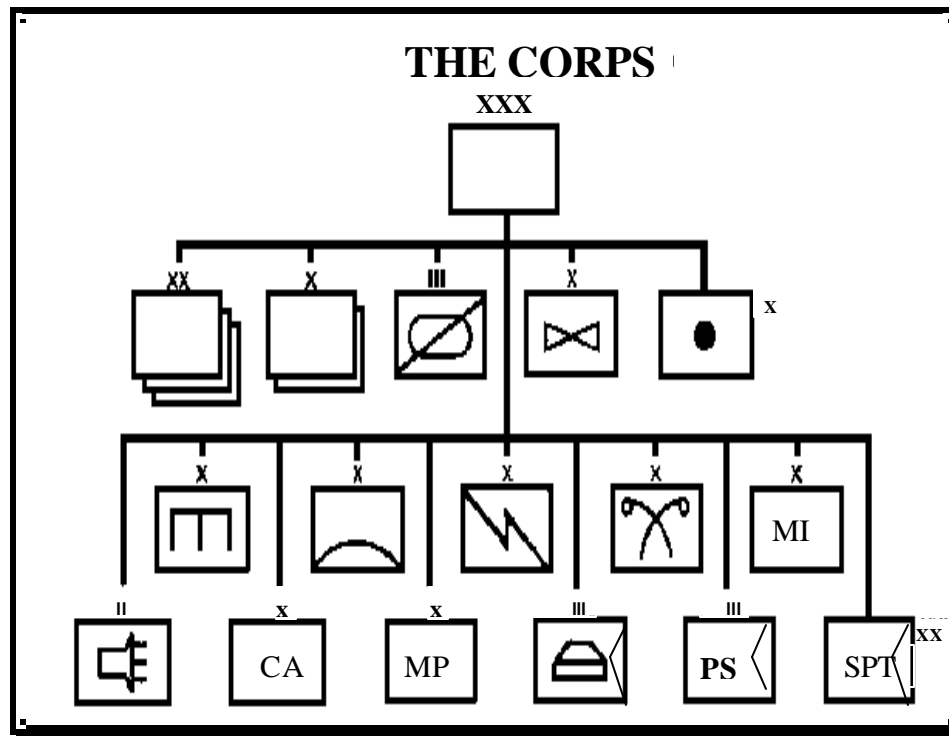 THE CORPS
XXX
XX X III X X
X X X X X
MI
II X X III III XX
CA MP PS SPT